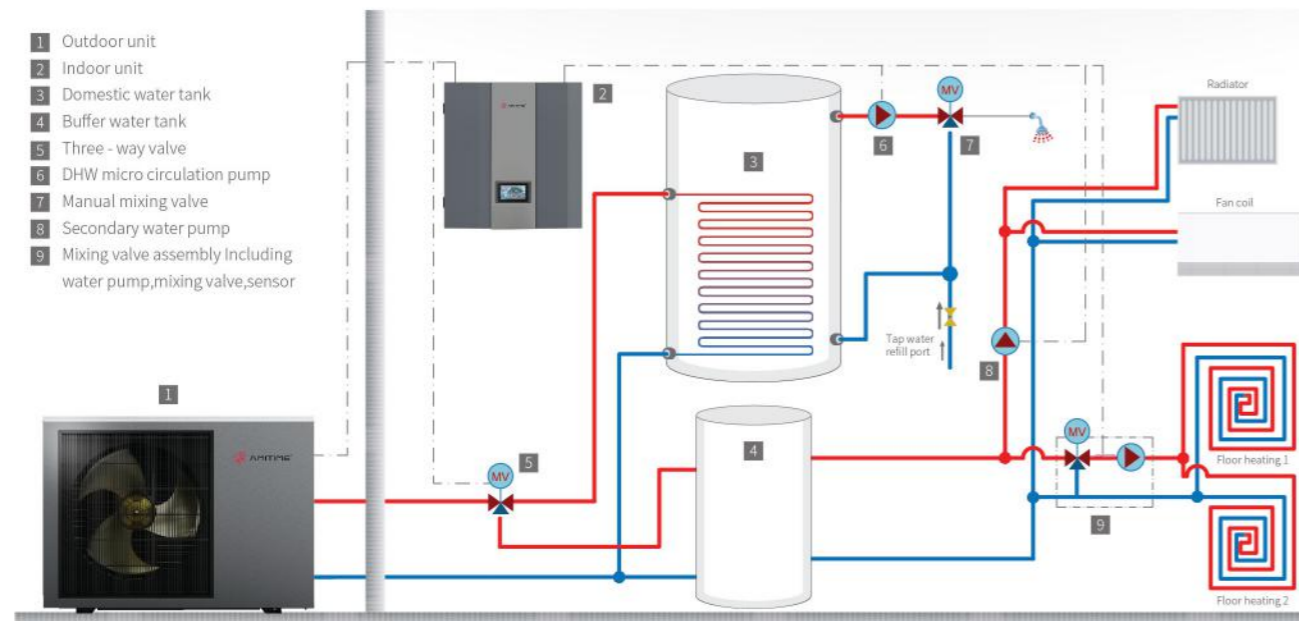 1 Outdoor unit
2 Indoor unit
3 Domestic water tank
4 Buffer water tank
5 Three - way valve
6 DHW micro circulation pump
7 Manual mixing valve
8 Secondary water pump
9 Mixing valve assembly Including
water pump,mixing valve,sensor
2
3
MV
6
7
Radiator
Fan coil
Tap water
refill port
8
1
AMITIME
MV
5
4
MV
9
Floor heating 1
Floor heating 2